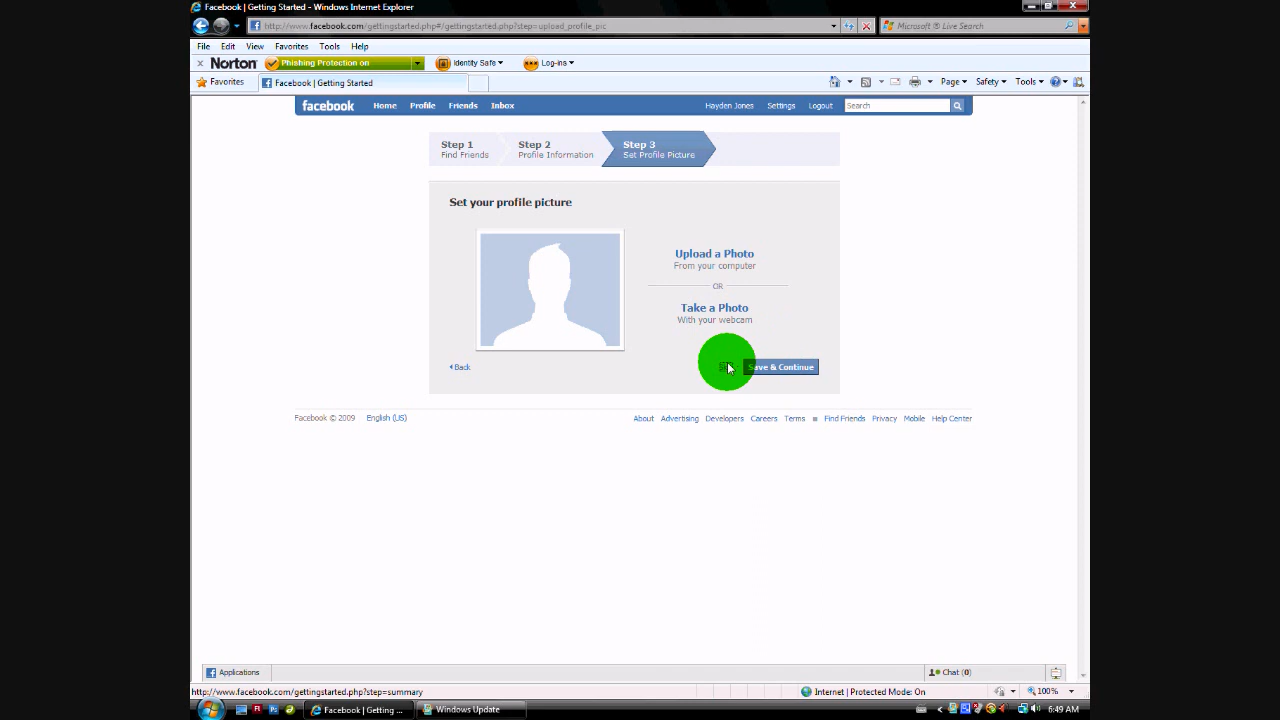 Facebook | Getting Started - Windows Internet Explorer
http://www.facebook.com/gettingstarted.php#/gettingstarted.php?step=upload_profile_pic
Microsoft ® Live Search
File Edit View Favorites Tools Help
Norton Phishing Protection on Identity Safe Log-ins
Favorites Facebook | Getting Started Page Safety Tools
facebook Home Profile Friends Inbox Hayden Jones Settings Logout Search
Step 1 Step 2 Step 3
Find Friends Profile Information Set Profile Picture
Set your profile picture
Upload a Photo
From your computer
OR
Take a Photo
With your webcam
Back Save & Continue
Facebook © 2009 English (US) About Advertising Developers Careers Terms Find Friends Privacy Mobile Help Center
Applications Chat (0)
http://www.facebook.com/gettingstarted.php?step=summary Internet | Protected Mode: On 100%
Facebook | Getting ... Windows Update 6:49 AM